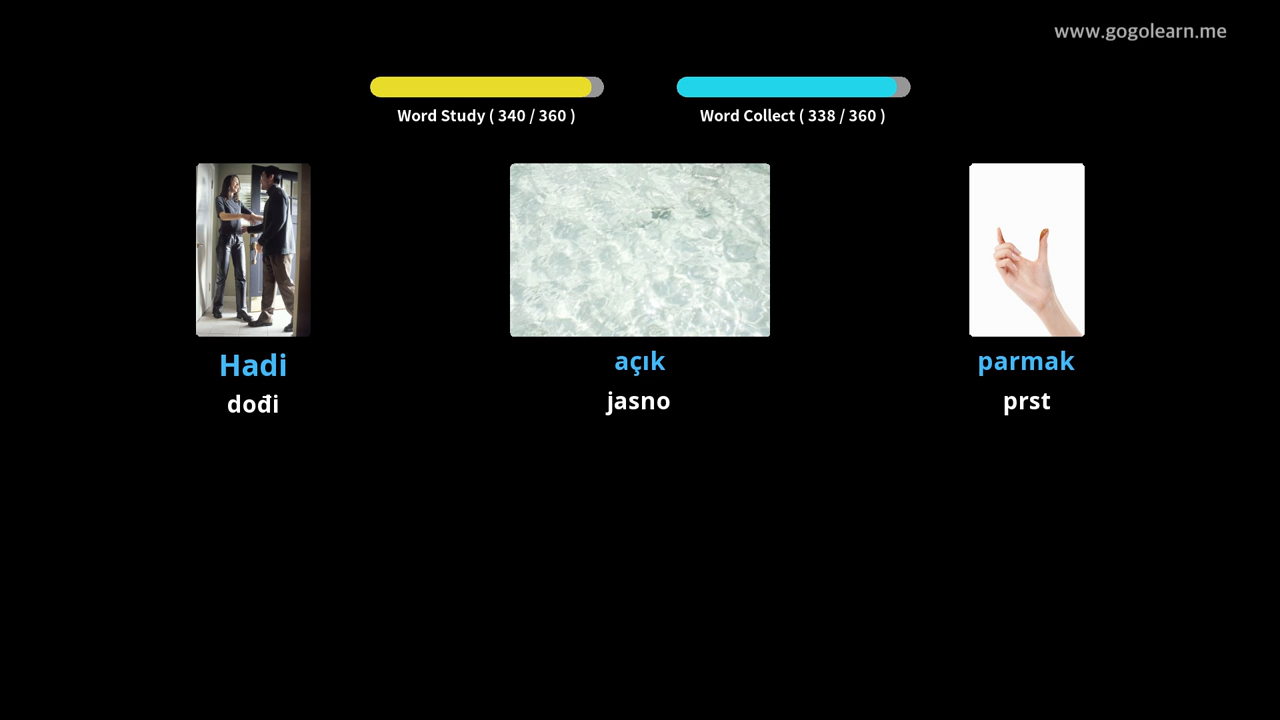 www.gogolearn.me
Word Study ( 340 / 360 )
Word Collect ( 338 / 360 )
Hadi
dođi
açık
jasno
parmak
prst